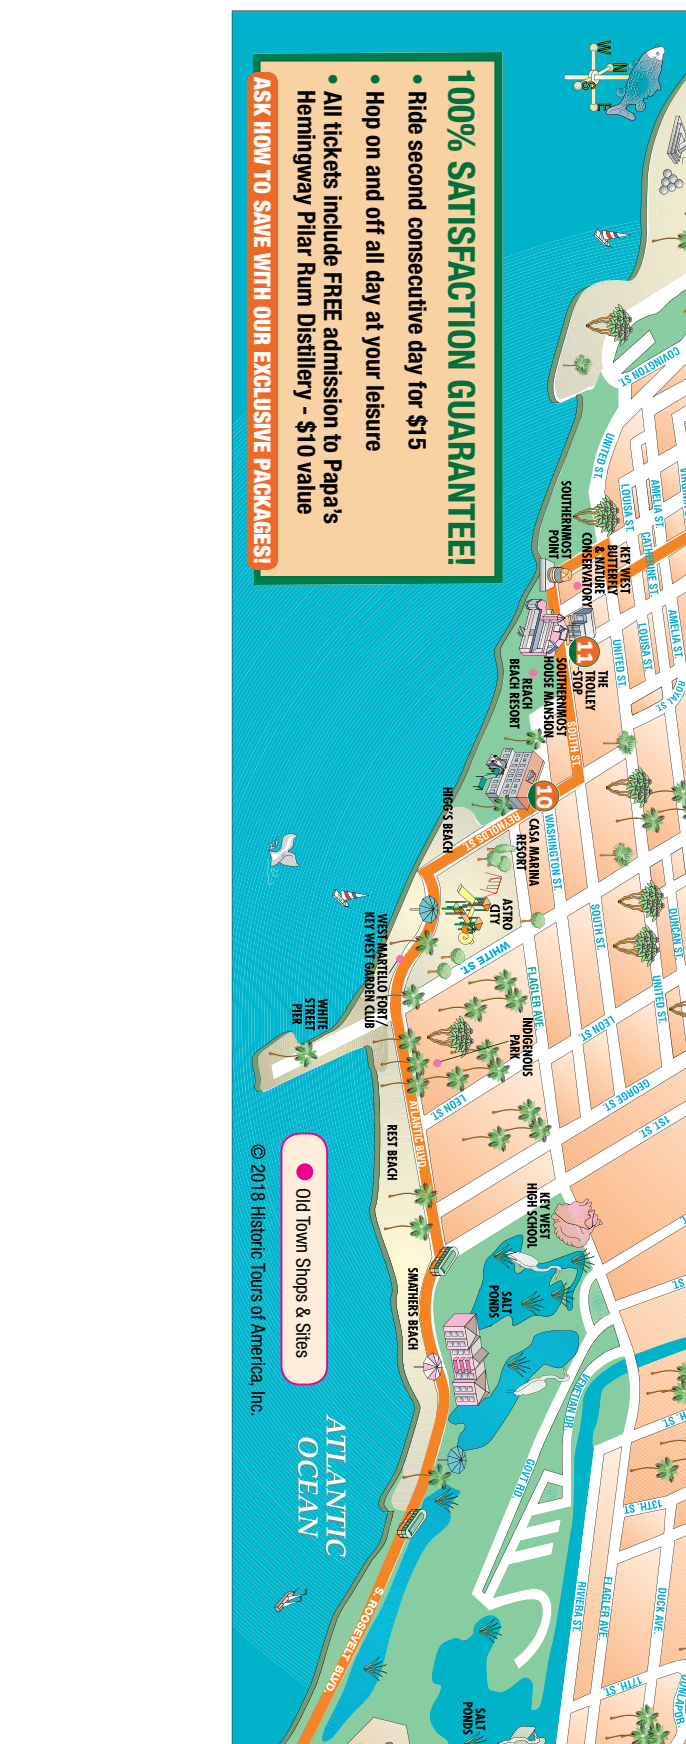 100% SATISFACTION GUARANTEE!
• Ride second consecutive day for $15
• Hop on and off all day at your leisure
• All tickets include FREE admission to Papa's
Hemingway Pilar Rum Distillery - $10 value
ASK HOW TO SAVE WITH OUR EXCLUSIVE PACKAGES!
W
N
S
E
COVINGTON ST.
UNITED ST.
LOUISA ST.
AMELIA ST.
CATHERINE ST.
SOUTHERNMOST
POINT
KEY WEST
BUTTERFLY
& NATURE
CONSERVATORY
AMELIA ST.
LOUISA ST.
UNITED ST.
ROYAL ST.
11
THE
TROLLEY
STOP
SOUTHERNMOST
HOUSE MANSION
REACH
BEACH RESORT
SOUTH ST.
10
CASA MARINA
RESORT
WASHINGTON ST.
REYNOLDS ST.
HIGG'S BEACH
ASTRO
CITY
WHITE ST.
SOUTH ST.
DUNCAN ST.
UNITED ST.
FLAGLER AVE.
LEON ST.
WEST MARTELLO FORT/
KEY WEST GARDEN CLUB
WHITE
STREET
PIER
INDIGENOUS
PARK
LEON ST.
GEORGE ST.
1ST. ST.
ATLANTIC BLVD.
REST BEACH
KEY WEST
HIGH SCHOOL
SALT
PONDS
SMATHERS BEACH
Old Town Shops & Sites
© 2018 Historic Tours of America, Inc.
ATLANTIC
OCEAN
VENETIAN DR.
GOVT RD.
13TH. ST.
RIVIERA ST.
FLAGLER AVE.
DUCK AVE.
17TH. ST.
S. ROOSEVELT BLVD.
SALT
PONDS